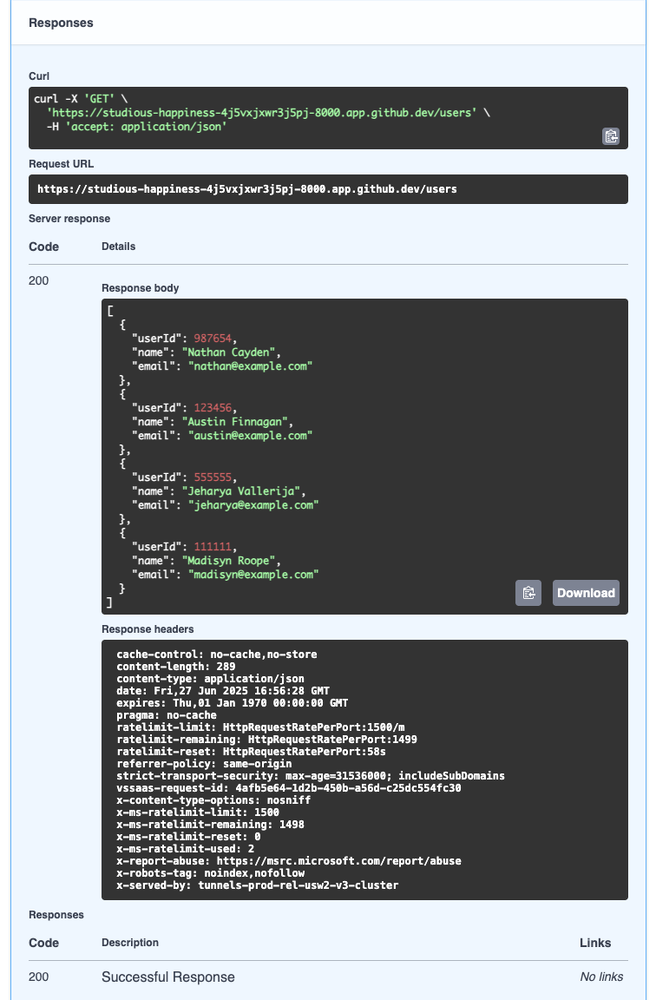 Responses
Curl
curl -X 'GET' \
  'https://studious-happiness-4j5vxjxwr3j5pj-8000.app.github.dev/users' \
  -H 'accept: application/json'
Request URL
https://studious-happiness-4j5vxjxwr3j5pj-8000.app.github.dev/users
Server response
Code Details
200
Response body
[
  {
    "userId": 987654,
    "name": "Nathan Cayden",
    "email": "nathan@example.com"
  },
  {
    "userId": 123456,
    "name": "Austin Finnagan",
    "email": "austin@example.com"
  },
  {
    "userId": 555555,
    "name": "Jeharya Vallerija",
    "email": "jeharya@example.com"
  },
  {
    "userId": 111111,
    "name": "Madisyn Roope",
    "email": "madisyn@example.com"
  }
]
Download
Response headers
cache-control: no-cache,no-store
content-length: 289
content-type: application/json
date: Fri,27 Jun 2025 16:56:28 GMT
expires: Thu,01 Jan 1970 00:00:00 GMT
pragma: no-cache
ratelimit-limit: HttpRequestRatePerPort:1500/m
ratelimit-remaining: HttpRequestRatePerPort:1499
ratelimit-reset: HttpRequestRatePerPort:58s
referrer-policy: same-origin
strict-transport-security: max-age=31536000; includeSubDomains
vssaas-request-id: 4afb5e64-1d2b-450b-a56d-c25dc554fc30
x-content-type-options: nosniff
x-ms-ratelimit-limit: 1500
x-ms-ratelimit-remaining: 1498
x-ms-ratelimit-reset: 0
x-ms-ratelimit-used: 2
x-report-abuse: https://msrc.microsoft.com/report/abuse
x-robots-tag: noindex,nofollow
x-served-by: tunnels-prod-rel-usw2-v3-cluster
Responses
Code Description Links
200 Successful Response No links